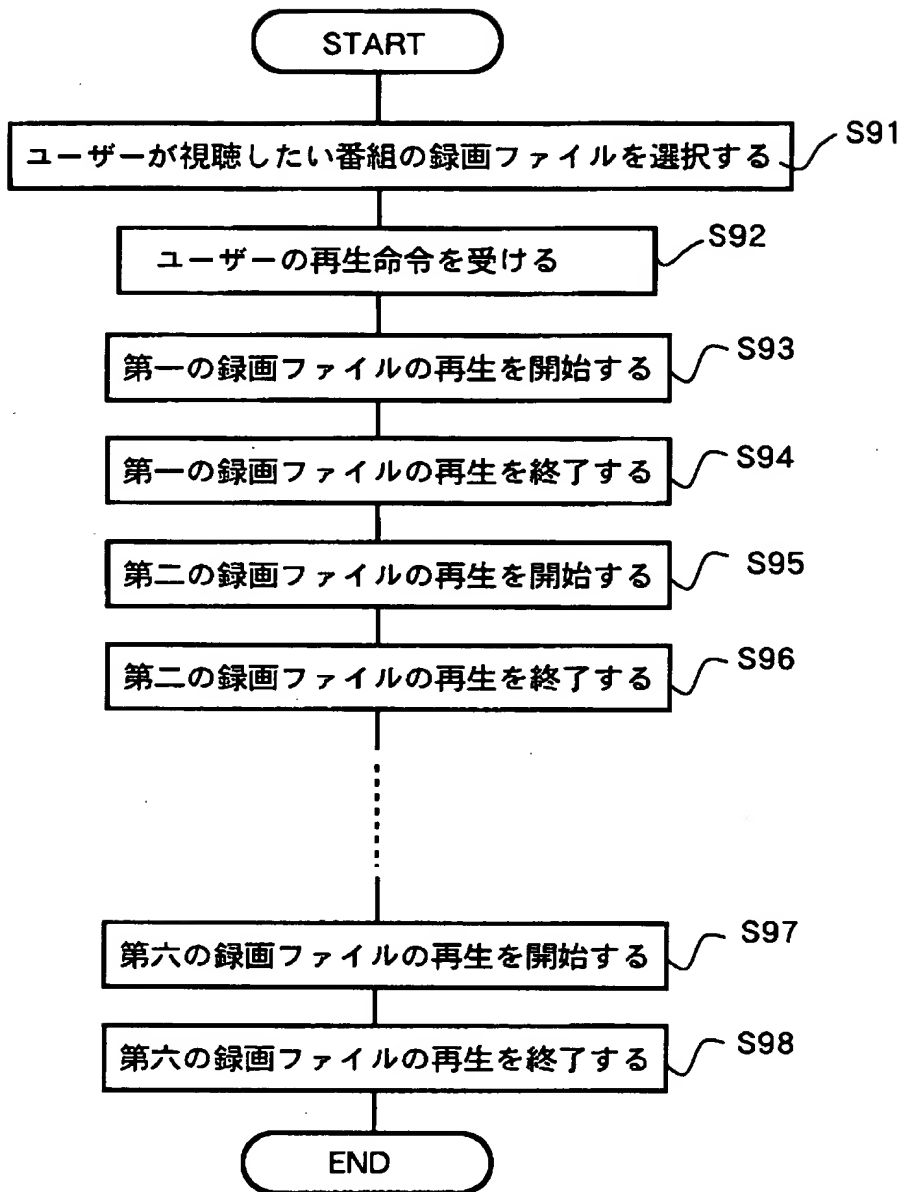 START
ユーザーが視聴したい番組の録画ファイルを選択する
S91
ユーザーの再生命令を受ける
S92
第一の録画ファイルの再生を開始する
S93
第一の録画ファイルの再生を終了する
S94
第二の録画ファイルの再生を開始する
S95
第二の録画ファイルの再生を終了する
S96
第六の録画ファイルの再生を開始する
S97
第六の録画ファイルの再生を終了する
S98
END